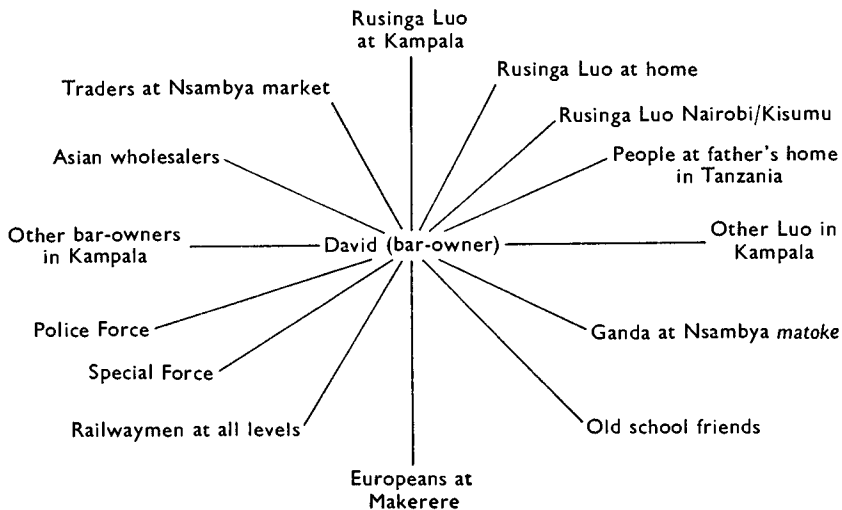 Rusinga Luo
at Kampala
Rusinga Luo at home
Traders at Nsambya market
Rusinga Luo Nairobi/Kisumu
Asian wholesalers
People at father's home
in Tanzania
Other bar-owners
in Kampala
David (bar-owner)
Other Luo in
Kampala
Police Force
Ganda at Nsambya matoke
Special Force
Railwaymen at all levels
Old school friends
Europeans at
Makerere